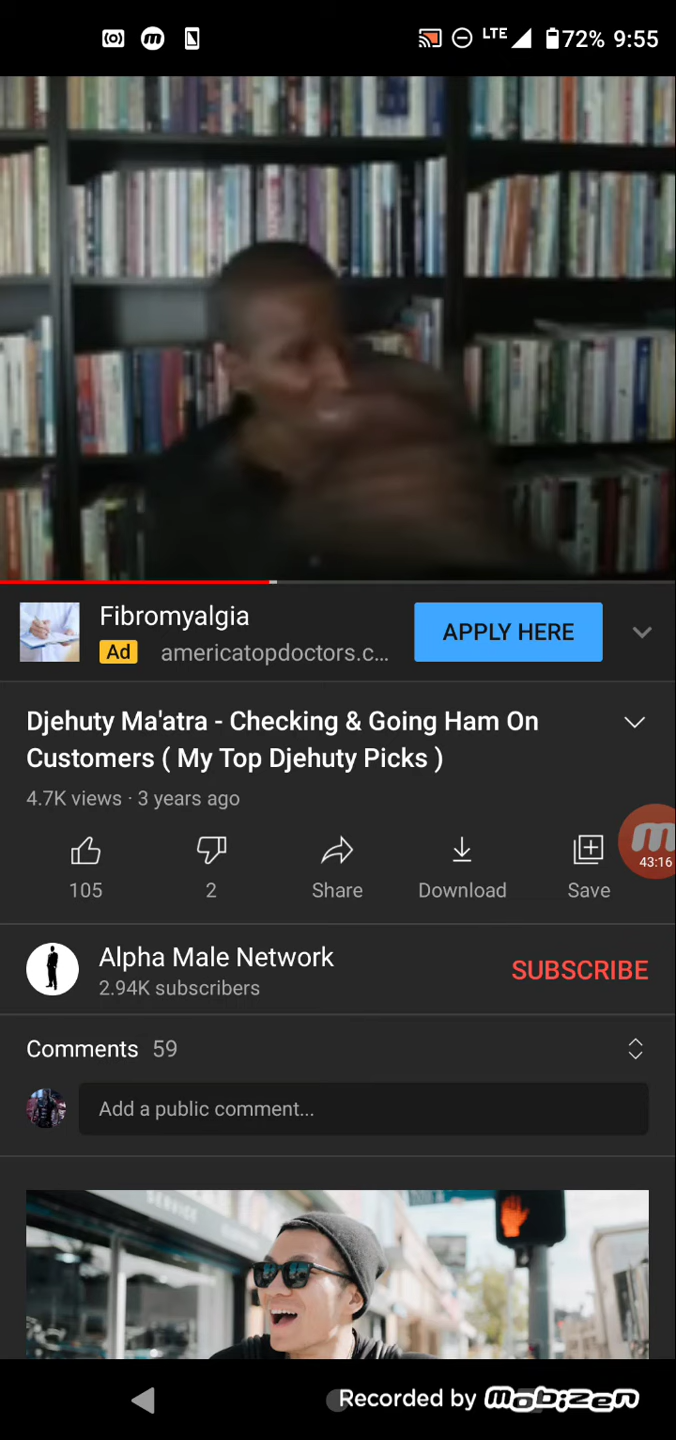 LTE 72% 9:55
Fibromyalgia
APPLY HERE
Ad americatopdoctors.c...
Djehuty Ma'atra - Checking & Going Ham On
Customers ( My Top Djehuty Picks )
4.7K views · 3 years ago
43:16
105 2 Share Download Save
Alpha Male Network
SUBSCRIBE
2.94K subscribers
Comments 59
Add a public comment...
Recorded by mobizen